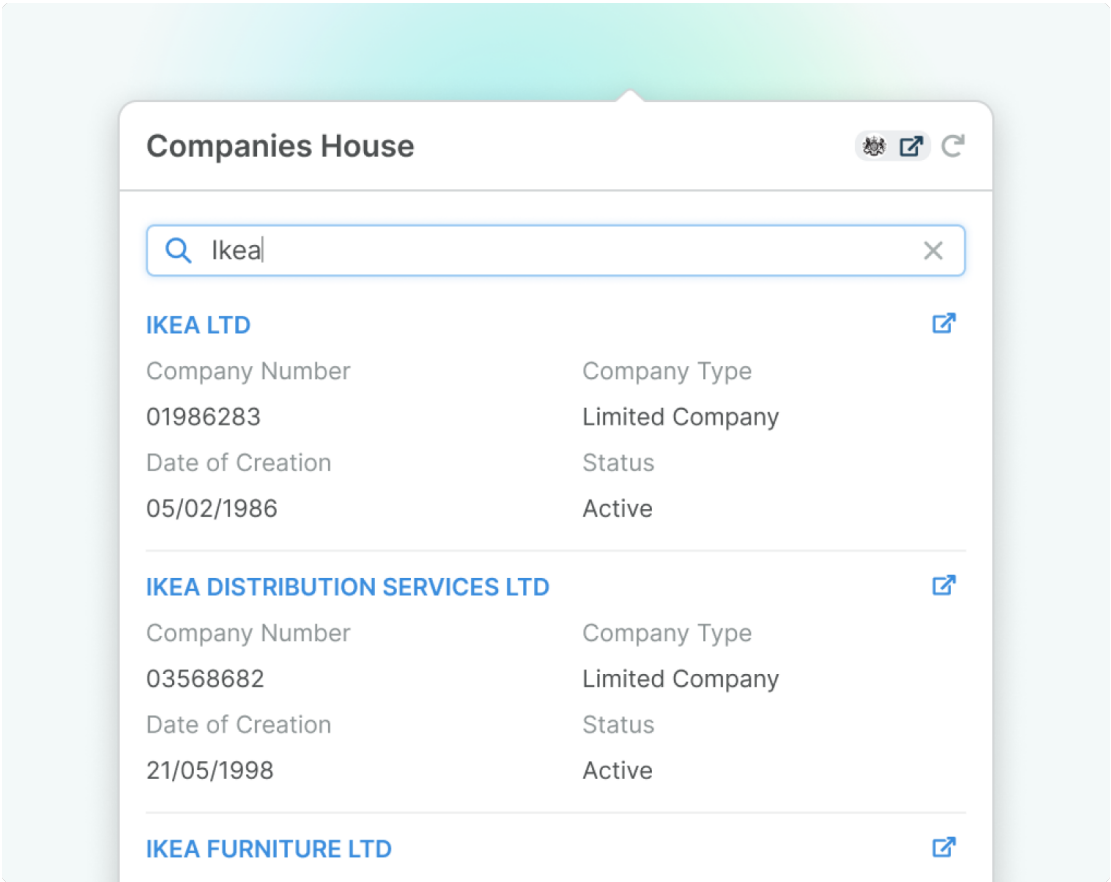 Companies House
Ikea
IKEA LTD
Company Number Company Type
01986283 Limited Company
Date of Creation Status
05/02/1986 Active
IKEA DISTRIBUTION SERVICES LTD
Company Number Company Type
03568682 Limited Company
Date of Creation Status
21/05/1998 Active
IKEA FURNITURE LTD